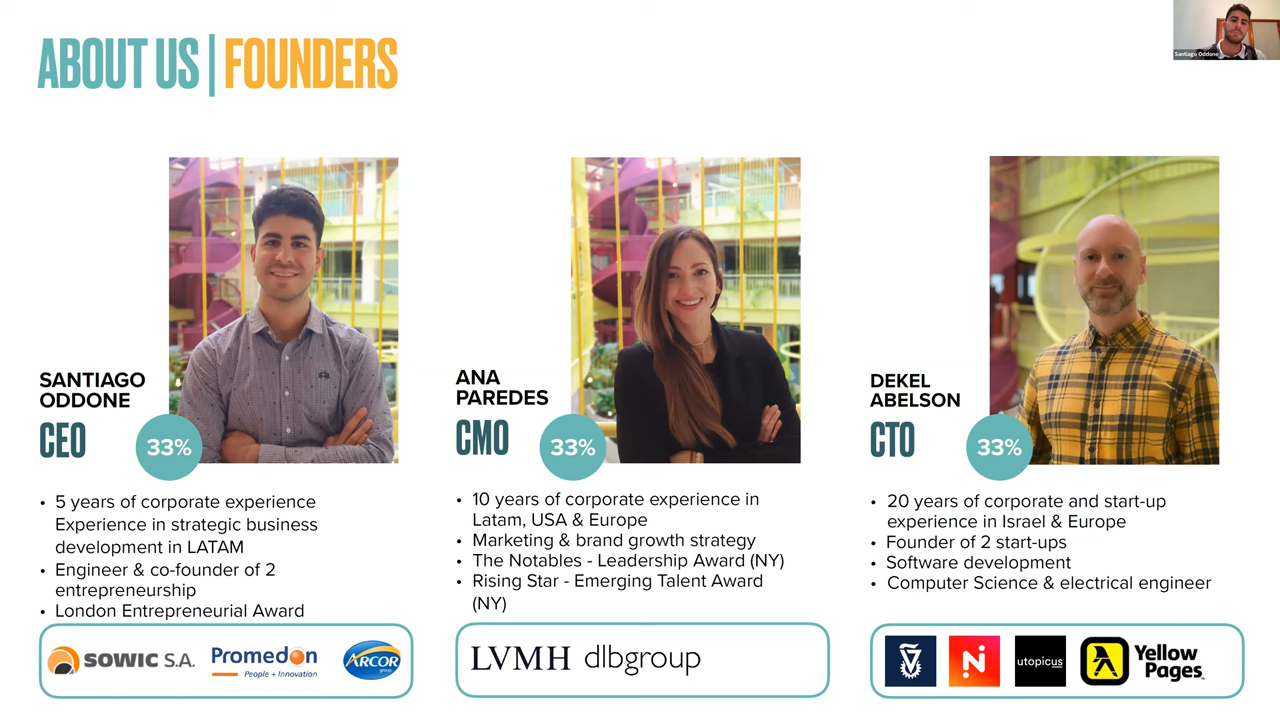 ABOUT US | FOUNDERS
Santiago Oddone
SANTIAGO
ODDONE
CEO
33%
• 5 years of corporate experience
Experience in strategic business
development in LATAM
• Engineer & co-founder of 2
entrepreneurship
• London Entrepreneurial Award
SOWIC S.A.
Promedon
People + Innovation
ARCOR
group
ANA
PAREDES
CMO
33%
• 10 years of corporate experience in
Latam, USA & Europe
• Marketing & brand growth strategy
• The Notables - Leadership Award (NY)
• Rising Star - Emerging Talent Award
(NY)
LVMH dlbgroup
DEKEL
ABELSON
CTO
33%
• 20 years of corporate and start-up
experience in Israel & Europe
• Founder of 2 start-ups
• Software development
• Computer Science & electrical engineer
utopicus
Yellow
Pages